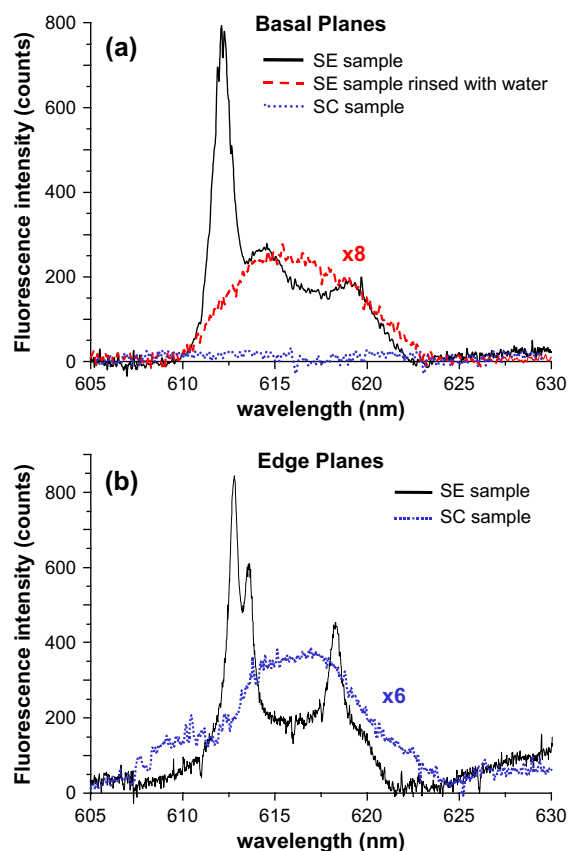 (a)
Basal Planes
SE sample
SE sample rinsed with water
SC sample
x8
Fluorescence intensity (counts)
800
600
400
200
0
605 610 615 620 625 630
wavelength (nm)
(b)
Edge Planes
SE sample
SC sample
x6
Fluorescence intensity (counts)
800
600
400
200
0
605 610 615 620 625 630
wavelength (nm)